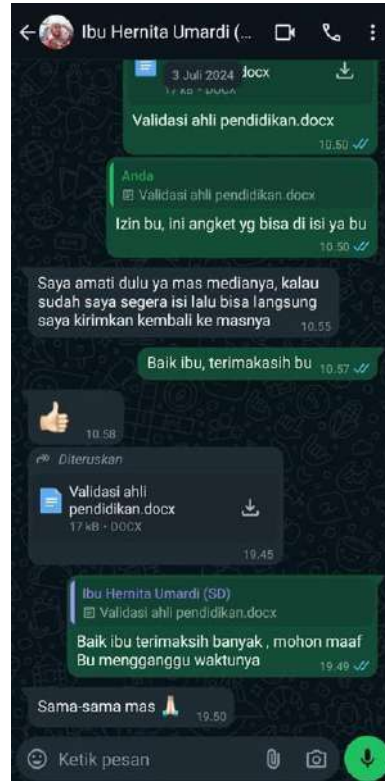 Ibu Hernita Umardi (...
3 Juli 2024
docx
17 kB • DOCX
Validasi ahli pendidikan.docx
10.50
Anda
Validasi ahli pendidikan.docx
Izin bu, ini angket yg bisa di isi ya bu
10.50
Saya amati dulu ya mas medianya, kalau
sudah saya segera isi lalu bisa langsung
saya kirimkan kembali ke masnya
10.55
Baik ibu, terimakasih bu
10.57
10.58
Diteruskan
Validasi ahli
pendidikan.docx
17 kB • DOCX
19.45
Ibu Hernita Umardi (SD)
Validasi ahli pendidikan.docx
Baik ibu terimaksih banyak , mohon maaf
Bu mengganggu waktunya
19.49
Sama-sama mas
19.50
Ketik pesan